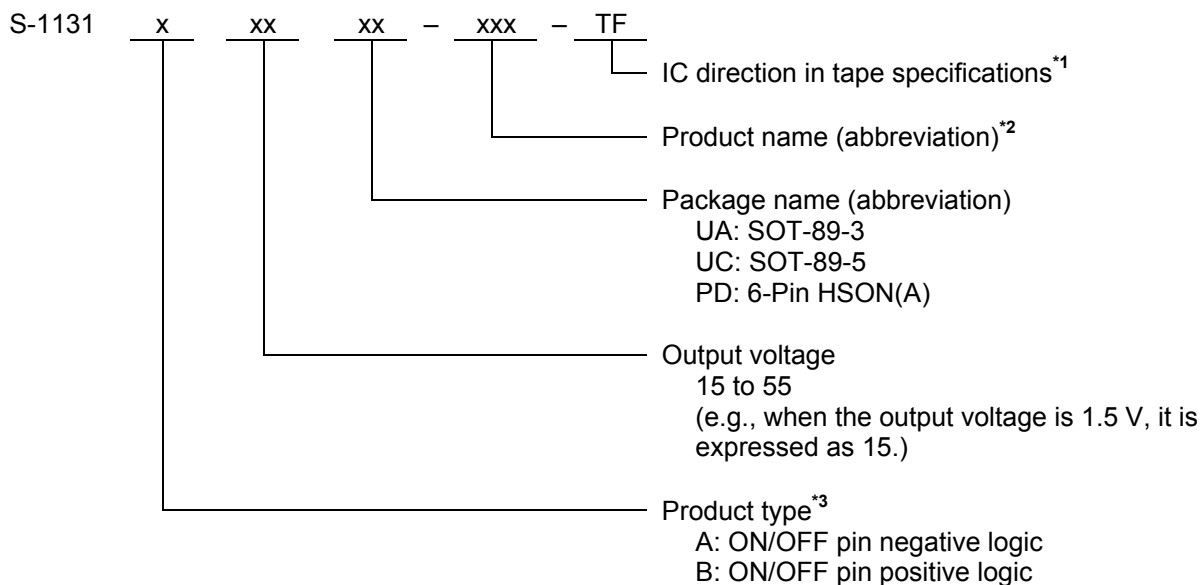 S-1131 x xx xx – xxx – TF
IC direction in tape specifications*1
Product name (abbreviation)*2
Package name (abbreviation)
UA: SOT-89-3
UC: SOT-89-5
PD: 6-Pin HSON(A)
Output voltage
15 to 55
(e.g., when the output voltage is 1.5 V, it is
expressed as 15.)
Product type*3
A: ON/OFF pin negative logic
B: ON/OFF pin positive logic